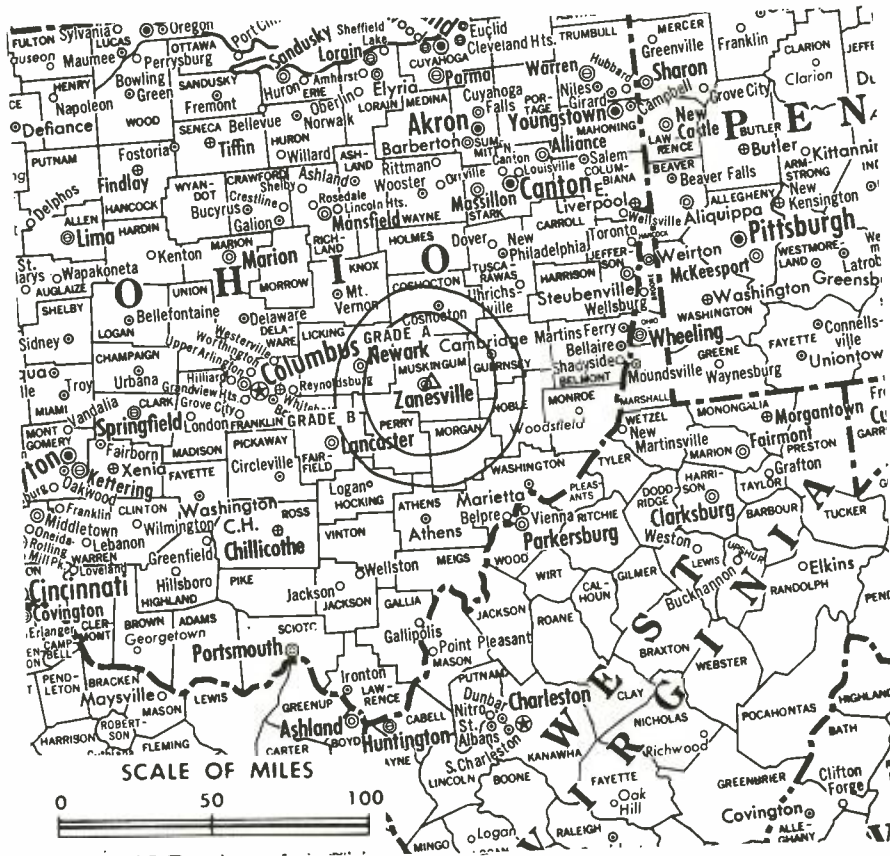 Sylvania
Oregon
Sheffield Lake
Euclid
FULTON
LUCAS
OTTAWA
Sandusky
Lorain
CUYAHOGA
Cleveland Hts.
TRUMBULL
MERCER
Maumee
Perrysburg
Greenville
Franklin
CLARION
HENRY
Bowling Green
SANDUSKY
Huron
ERIE
Amherst
Elyria
Parma
Warren
Hubbard
Sharon
Clarion
Napoleon
Fremont
Oberlin
LORAIN
MEDINA
Cuyahoga Falls
PORTAGE
Niles
Girard
Campbell
Grove City
Defiance
WOOD
SENECA
Bellevue
Norwalk
Akron
Youngstown
MAHONING
New Castle
LAWRENCE
BUTLER
PUTNAM
Fostoria
Tiffin
HURON
Willard
ASHLAND
Barberton
SUMMIT
N. Canton
Alliance
Butler
ARMSTRONG
Findlay
WYANDOT
CRAWFORD
Shelby
Ashland
Rittman
Wooster
Orrville
Louisville
Salem
COLUMBIANA
BEAVER
Beaver Falls
Delphos
HANCOCK
Crestline
Rosedale
Lincoln Hts.
Massillon
Canton
ALLEGHENY
New Kensington
ALLEN
HARDIN
Bucyrus
Galion
Mansfield
WAYNE
STARK
Liverpool
Wellsville
Aliquippa
Lima
MARION
RICHLAND
HOLMES
Dover
New Philadelphia
CARROLL
Toronto
HANCOCK
Pittsburgh
Wapakoneta
Kenton
Marion
KNOX
TUSCARAWAS
HARRISON
JEFFERSON
Weirton
McKeesport
WESTMORELAND
AUGLAIZE
OHIO
UNION
MORROW
Mt. Vernon
COSHOCTON
Uhrichsville
Steubenville
Washington
SHELBY
Bellefontaine
Delaware
Coshocton
Wellsburg
WASHINGTON
Sidney
LOGAN
DELAWARE
LICKING
GRADE A
Cambridge
Martins Ferry
OHIO
Wheeling
FAYETTE
Connellsville
CHAMPAIGN
Westerville
Worthington
Upper Arlington
Columbus
Newark
GUERNSEY
Bellaire
GREENE
Uniontown
Troy
Urbana
Hilliard
Grandview Hts.
Reynoldsburg
MUSKINGUM
Shadyside
BELMONT
Moundsville
Waynesburg
MIAMI
Vandalia
CLARK
Grove City
Zanesville
NOBLE
MONROE
MARSHALL
Springfield
London
FRANKLIN
GRADE B
PERRY
MORGAN
Woodsfield
WETZEL
MONONGALIA
Morgantown
MONTGOMERY
Fairborn
MADISON
PICKAWAY
FAIRFIELD
Lancaster
New Martinsville
MARION
Fairmont
PRESTON
Kettering
Xenia
FAYETTE
Circleville
WASHINGTON
TYLER
Grafton
Oakwood
Logan
HOCKING
Marietta
PLEASANTS
DODDRIDGE
HARRISON
TAYLOR
Franklin
CLINTON
Washington C.H.
ROSS
ATHENS
Belpre
Vienna
RITCHIE
Clarksburg
BARBOUR
TUCKER
Middletown
Wilmington
Athens
Parkersburg
Weston
Lebanon
WARREN
Greenfield
Chillicothe
VINTON
MEIGS
WOOD
LEWIS
UPSHUR
Loveland
Hillsboro
PIKE
Wellston
WIRT
GILMER
Buckhannon
RANDOLPH
Elkins
Cincinnati
HIGHLAND
Jackson
JACKSON
GALLIA
JACKSON
CALHOUN
Covington
Erlanger
CLERMONT
BROWN
ADAMS
Georgetown
SCIOTO
Gallipolis
Point Pleasant
ROANE
BRAXTON
CAMPBELL
Portsmouth
MASON
WEBSTER
PENDLETON
BRACKEN
Ironton
LAWRENCE
PUTNAM
Maysville
MASON
LEWIS
GREENUP
Dunbar
Charleston
CLAY
POCAHONTAS
HIGHLAND
ROBERTSON
Ashland
BOYD
CABELL
Nitro
St. Albans
NICHOLAS
BATH
HARRISON
FLEMING
CARTER
Huntington
S. Charleston
KANAWHA
Richwood
WEST VIRGINIA
LINCOLN
BOONE
FAYETTE
GREENBRIER
Clifton Forge
Oak Hill
Covington
MINGO
Logan
RALEIGH
ALLEGHANY
SCALE OF MILES
0 50 100